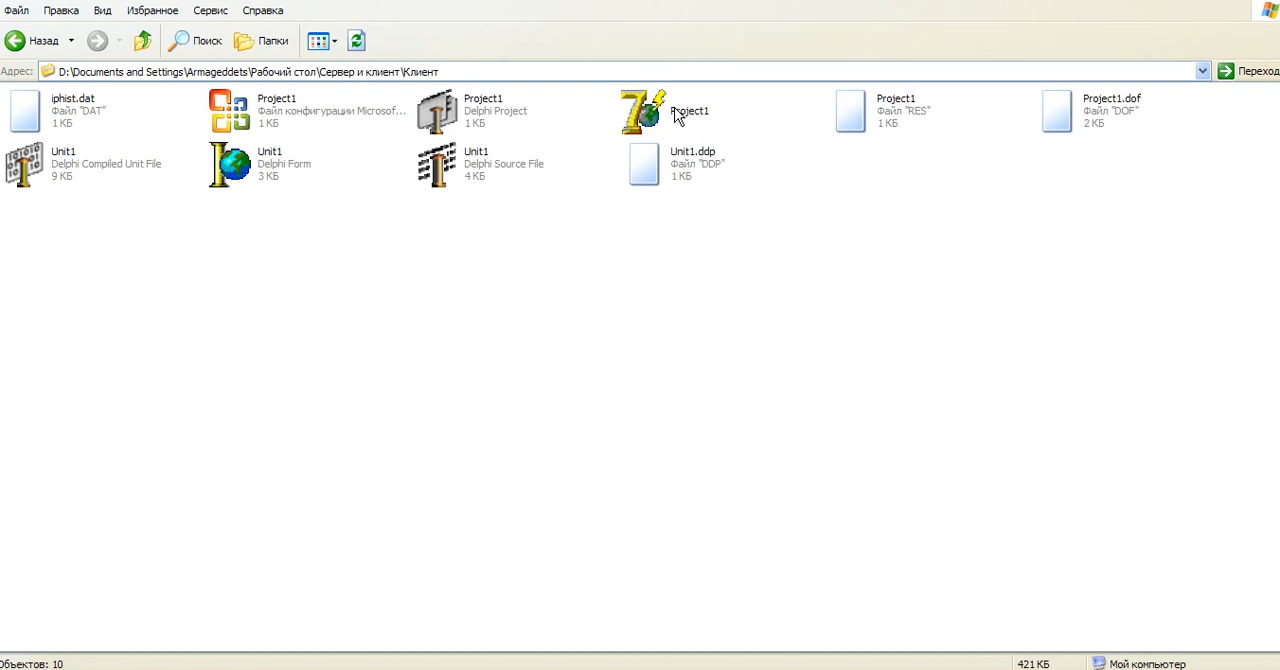 Файл Правка Вид Избранное Сервис Справка
Назад Поиск Папки
Адрес: D:\Documents and Settings\Armageddets\Рабочий стол\Сервер и клиент\Клиент Переход
iphist.dat
Файл "DAT"
1 КБ
Project1
Файл конфигурации Microsof...
1 КБ
Project1
Delphi Project
1 КБ
Project1
Project1
Файл "RES"
1 КБ
Project1.dof
Файл "DOF"
2 КБ
Unit1
Delphi Compiled Unit File
9 КБ
Unit1
Delphi Form
3 КБ
Unit1
Delphi Source File
4 КБ
Unit1.ddp
Файл "DDP"
1 КБ
Объектов: 10 421 КБ Мой компьютер